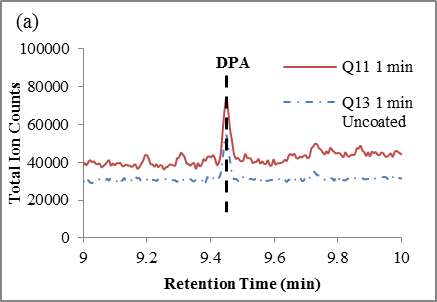 (a)
DPA
Q11 1 min
Q13 1 min
Uncoated
Total Ion Counts
100000
80000
60000
40000
20000
0
9 9.2 9.4 9.6 9.8 10
Retention Time (min)